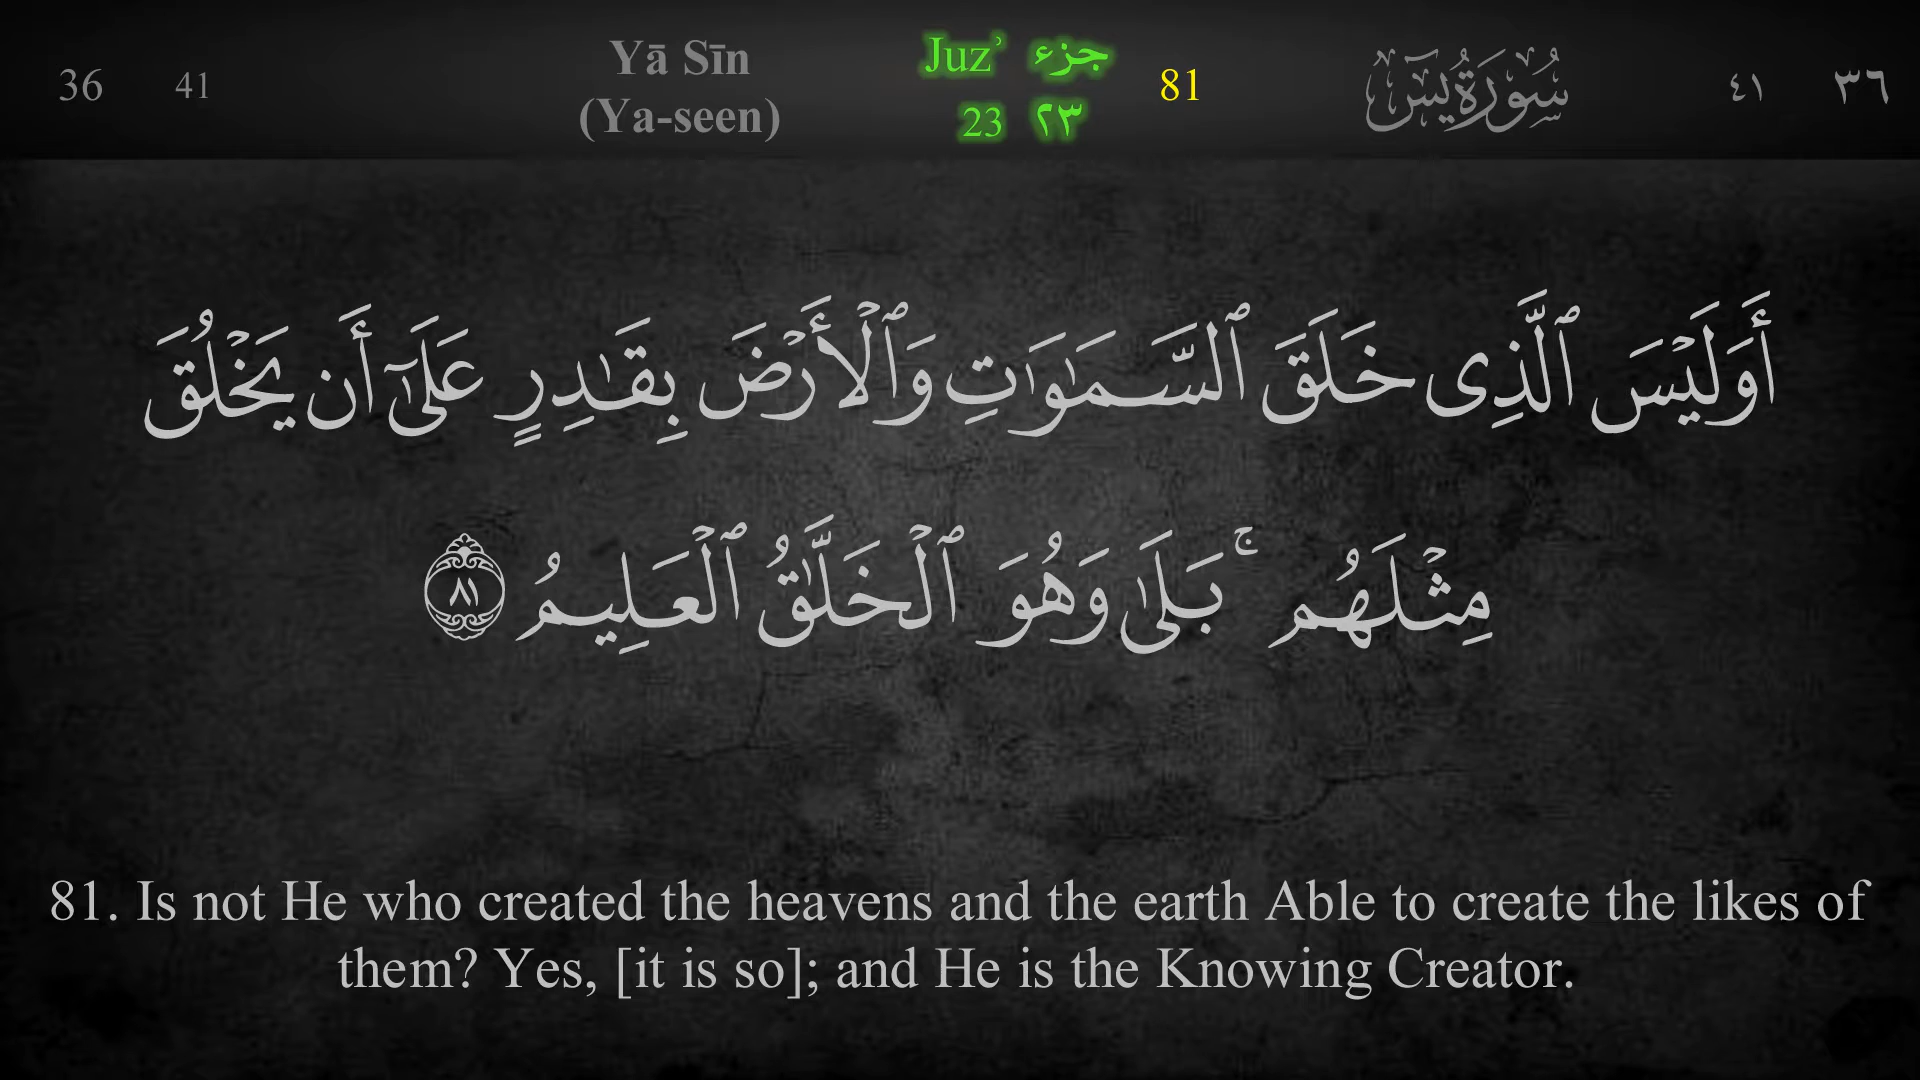 36 41 Yā Sīn (Ya-seen) Juzʾ 23 جزء ٢٣ 81 سُورَةُ يسٓ ٤١ ٣٦
أَوَلَيْسَ ٱلَّذِى خَلَقَ ٱلسَّمَـٰوَٰتِ وَٱلْأَرْضَ بِقَـٰدِرٍ عَلَىٰٓ أَن يَخْلُقَ
مِثْلَهُم ۚ بَلَىٰ وَهُوَ ٱلْخَلَّـٰقُ ٱلْعَلِيمُ ٨١
81. Is not He who created the heavens and the earth Able to create the likes of
them? Yes, [it is so]; and He is the Knowing Creator.